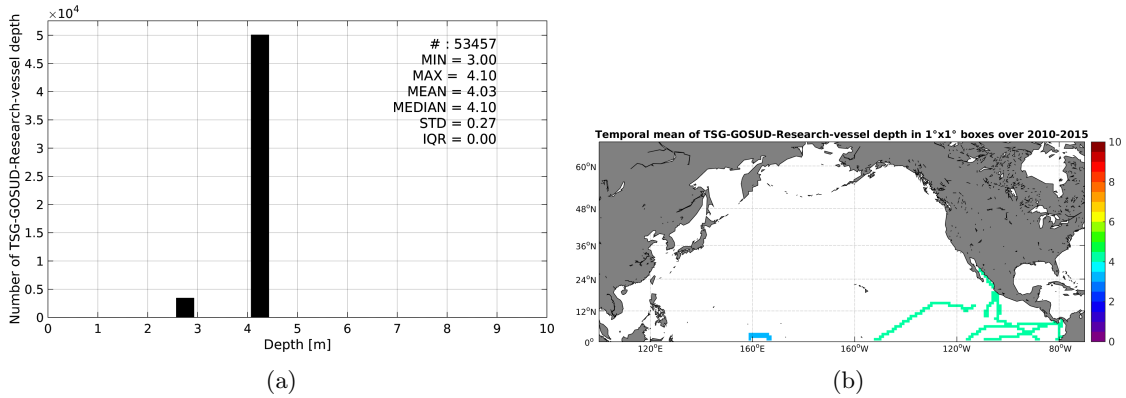 ×10⁴
Number of TSG-GOSUD-Research-vessel depth
5
4.5
4
3.5
3
2.5
2
1.5
1
0.5
0
0 1 2 3 4 5 6 7 8 9 10
Depth [m]
# : 53457
MIN = 3.00
MAX = 4.10
MEAN = 4.03
MEDIAN = 4.10
STD = 0.27
IQR = 0.00
(a)
Temporal mean of TSG-GOSUD-Research-vessel depth in 1°x1° boxes over 2010-2015
60°N
48°N
36°N
24°N
12°N
0°
120°E 160°E 160°W 120°W 80°W
10
8
6
4
2
0
(b)